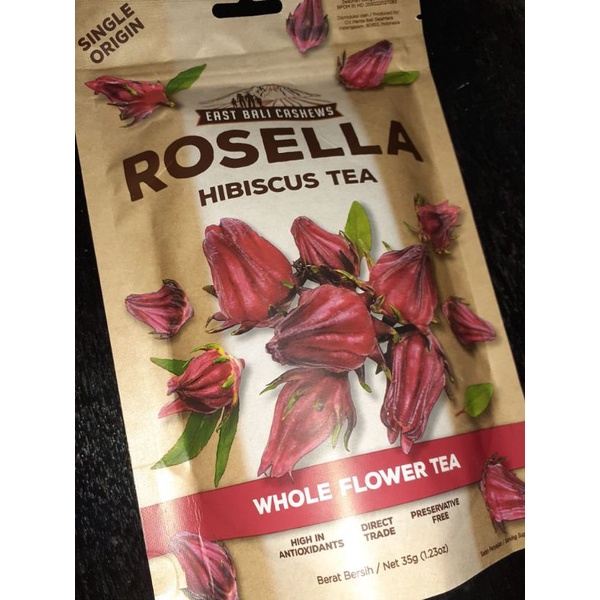 SINGLE
ORIGIN
EAST BALI CASHEWS
ROSELLA
HIBISCUS TEA
WHOLE FLOWER TEA
HIGH IN
ANTIOXIDANTS
DIRECT
TRADE
PRESERVATIVE
FREE
Berat Bersih / Net 35g (1.23oz)